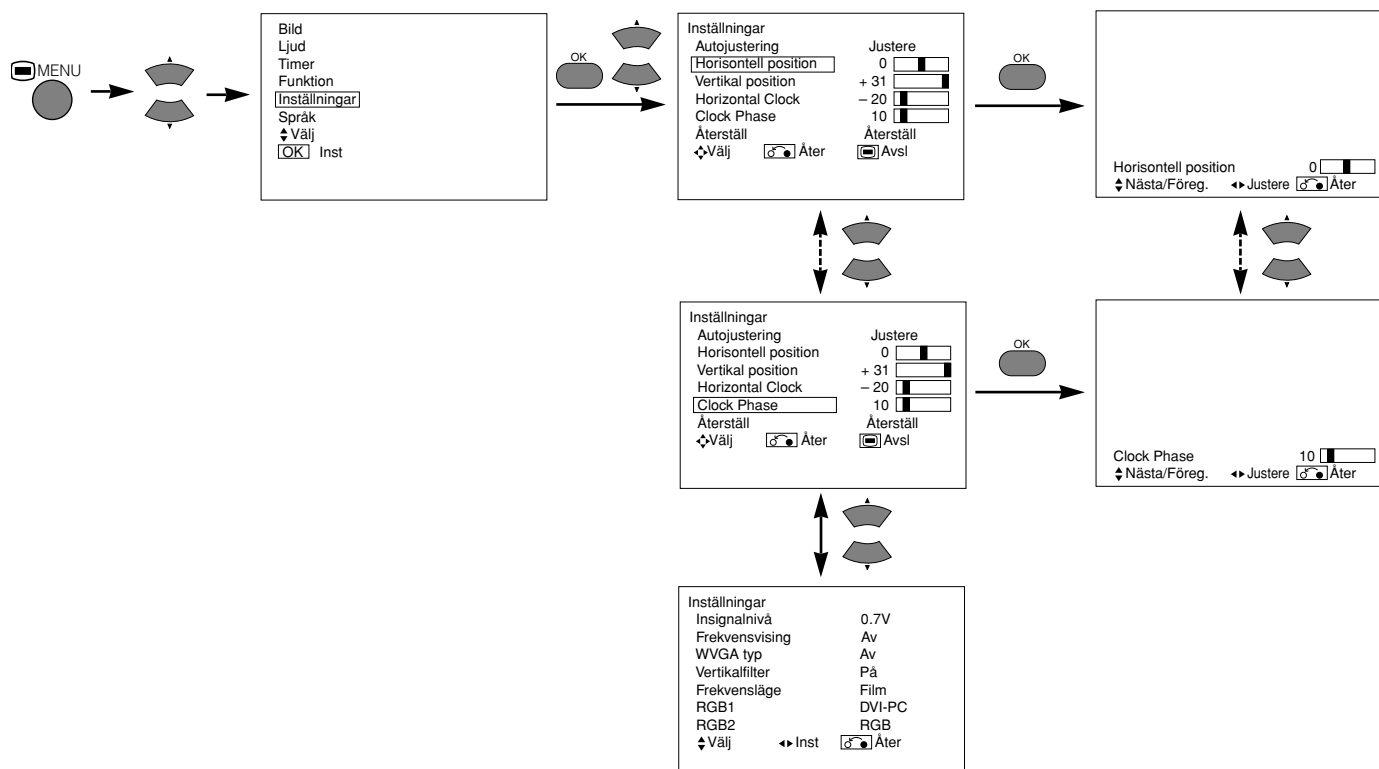 MENU
Bild
Ljud
Timer
Funktion
Inställningar
Språk
Välj
OK Inst
OK
Inställningar
Autojustering Justere
Horisontell position 0
Vertikal position + 31
Horizontal Clock – 20
Clock Phase 10
Återställ Återställ
Välj Åter Avsl
OK
Horisontell position 0
Nästa/Föreg. Justere Åter
Inställningar
Autojustering Justere
Horisontell position 0
Vertikal position + 31
Horizontal Clock – 20
Clock Phase 10
Återställ Återställ
Välj Åter Avsl
OK
Clock Phase 10
Nästa/Föreg. Justere Åter
Inställningar
Insignalnivå 0.7V
Frekvensvising Av
WVGA typ Av
Vertikalfilter På
Frekvensläge Film
RGB1 DVI-PC
RGB2 RGB
Välj Inst Åter